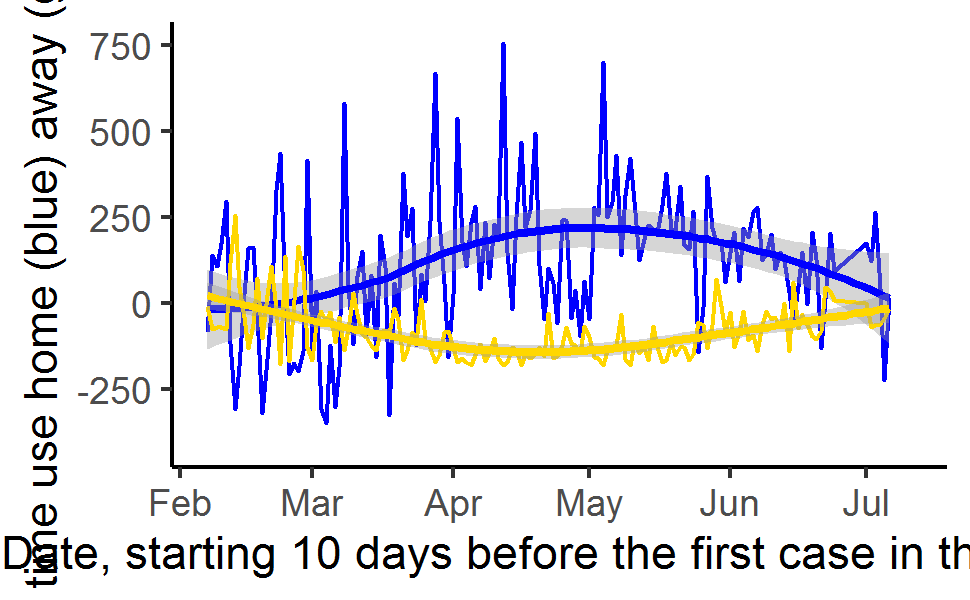 time use home (blue) away (
750
500
250
0
-250
Feb Mar Apr May Jun Jul
Date, starting 10 days before the first case in th